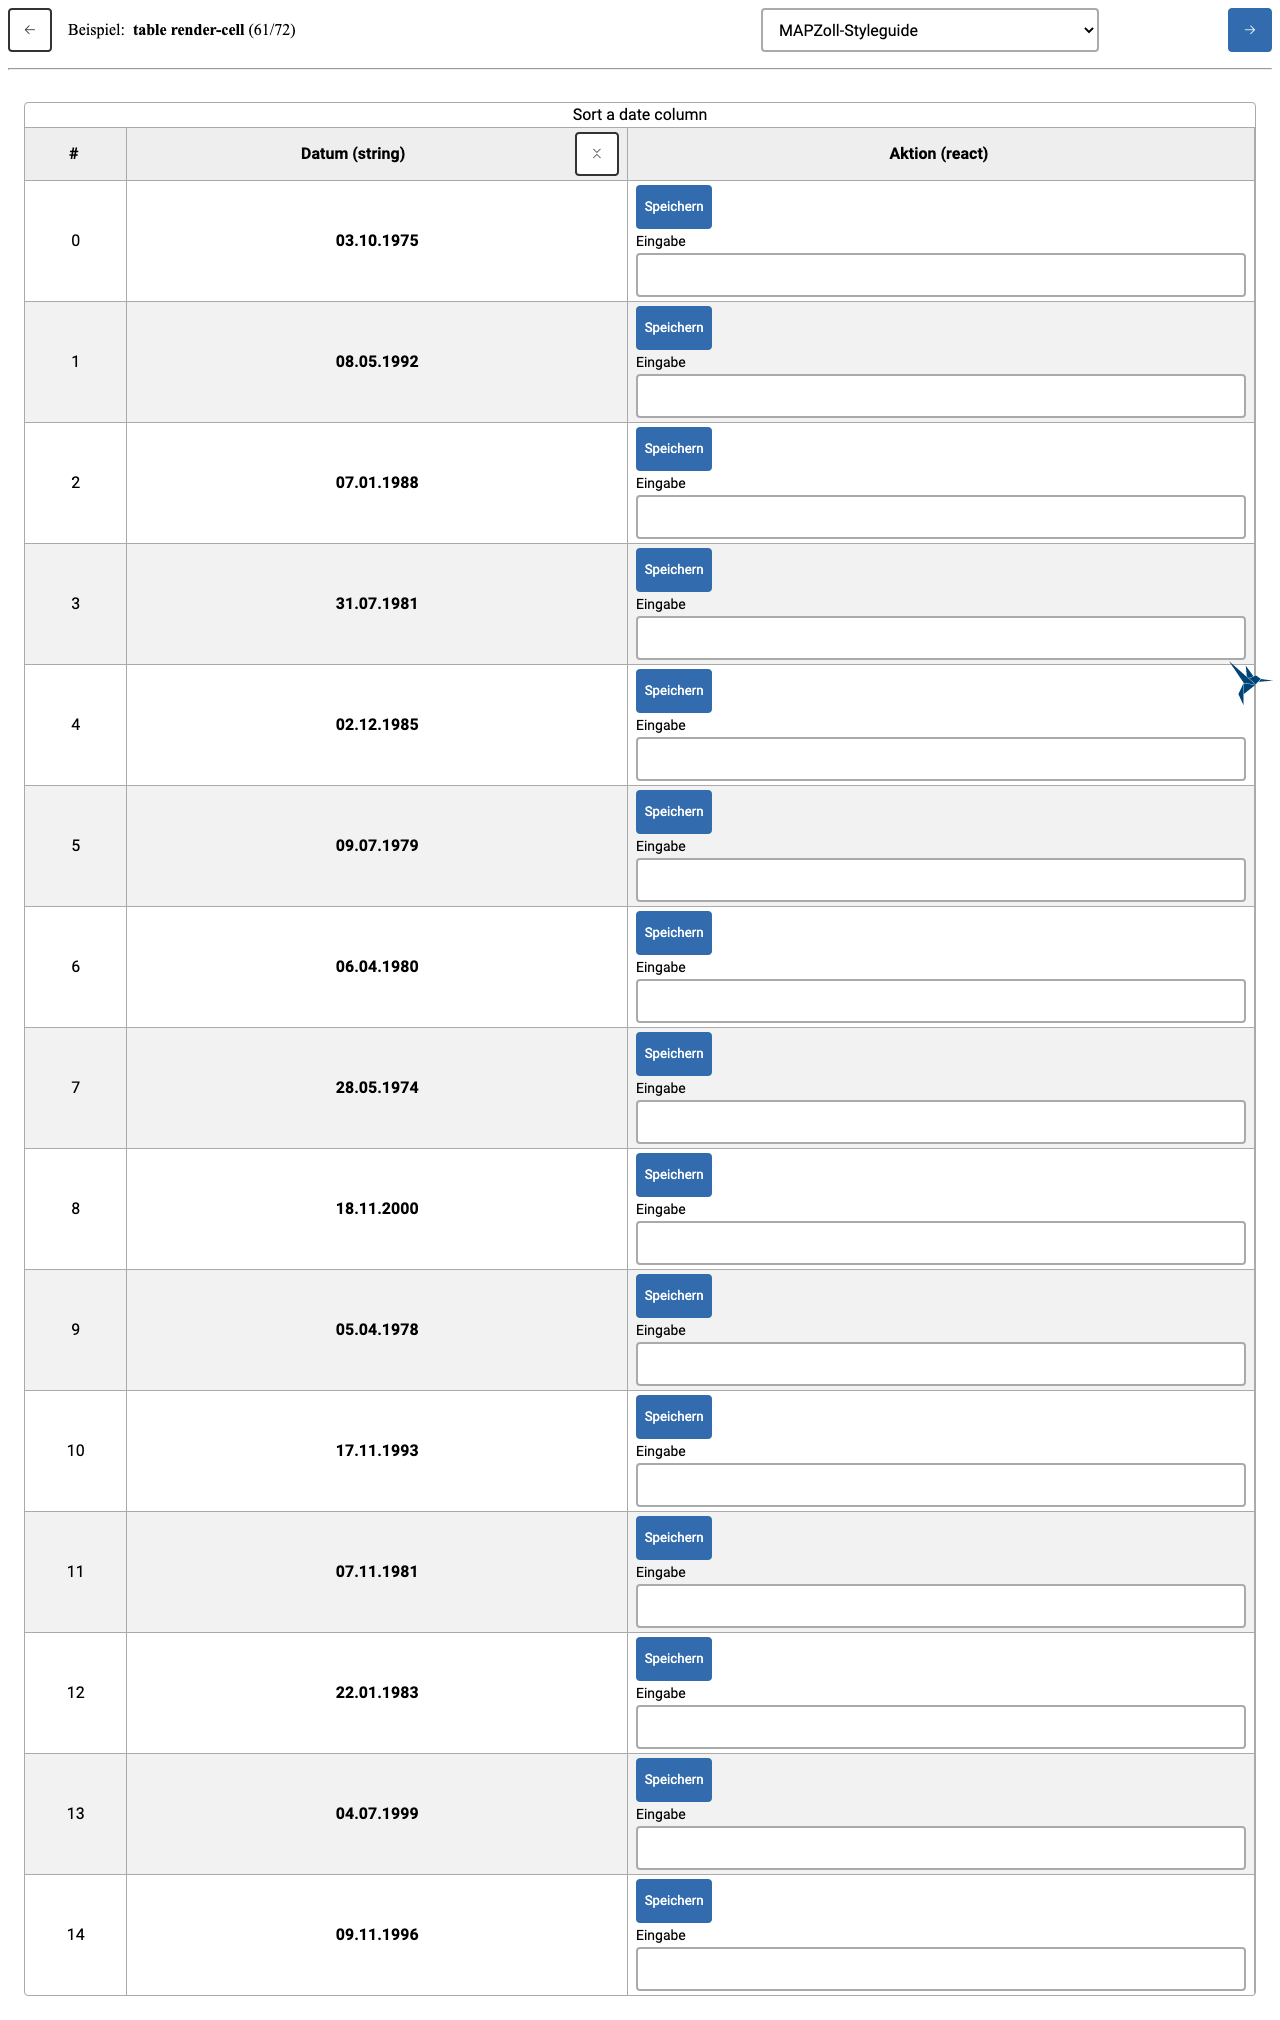 Beispiel: table render-cell (61/72)
MAPZoll-Styleguide
Sort a date column
# Datum (string) Aktion (react)
Speichern
0 03.10.1975 Eingabe
Speichern
1 08.05.1992 Eingabe
Speichern
2 07.01.1988 Eingabe
Speichern
3 31.07.1981 Eingabe
Speichern
4 02.12.1985 Eingabe
Speichern
5 09.07.1979 Eingabe
Speichern
6 06.04.1980 Eingabe
Speichern
7 28.05.1974 Eingabe
Speichern
8 18.11.2000 Eingabe
Speichern
9 05.04.1978 Eingabe
Speichern
10 17.11.1993 Eingabe
Speichern
11 07.11.1981 Eingabe
Speichern
12 22.01.1983 Eingabe
Speichern
13 04.07.1999 Eingabe
Speichern
14 09.11.1996 Eingabe